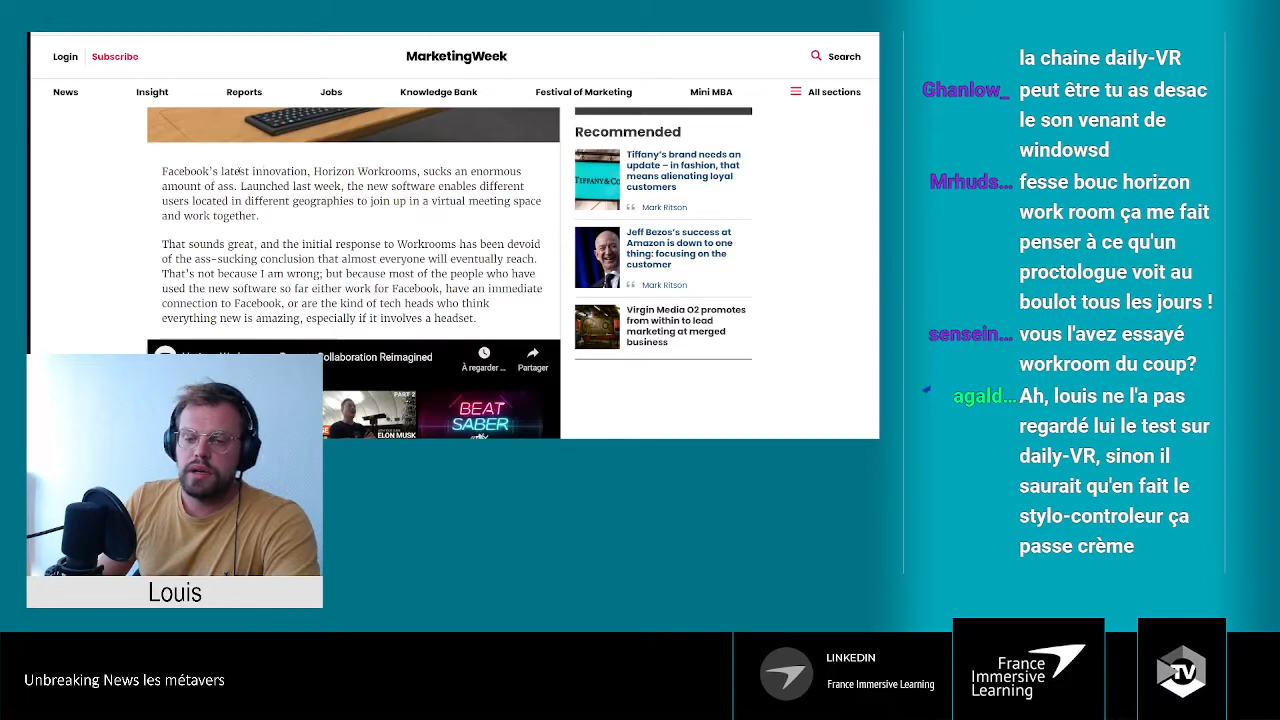 Login
Subscribe
MarketingWeek
Search
News
Insight
Reports
Jobs
Knowledge Bank
Festival of Marketing
Mini MBA
All sections
Facebook's latest innovation, Horizon Workrooms, sucks an enormous
amount of ass. Launched last week, the new software enables different
users located in different geographies to join up in a virtual meeting space
and work together.
That sounds great, and the initial response to Workrooms has been devoid
of the ass-sucking conclusion that almost everyone will eventually reach.
That's not because I am wrong; but because most of the people who have
used the new software so far either work for Facebook, have an immediate
connection to Facebook, or are the kind of tech heads who think
everything new is amazing, especially if it involves a headset.
Collaboration Reimagined
À regarder ...
Partager
PART 2
ELON MUSK
BEAT
SABER
Recommended
Tiffany's brand needs an
update – in fashion, that
means alienating loyal
customers
Mark Ritson
TIFFANY & CO
Jeff Bezos's success at
Amazon is down to one
thing: focusing on the
customer
Mark Ritson
Virgin Media O2 promotes
from within to lead
marketing at merged
business
Louis
la chaine daily-VR
Ghanlow_ peut être tu as desac
le son venant de
windowsd
Mrhuds... fesse bouc horizon
work room ça me fait
penser à ce qu'un
proctologue voit au
boulot tous les jours !
sensein... vous l'avez essayé
workroom du coup?
agald... Ah, louis ne l'a pas
regardé lui le test sur
daily-VR, sinon il
saurait qu'en fait le
stylo-controleur ça
passe crème
Unbreaking News les métavers
LINKEDIN
France Immersive Learning
France
Immersive
Learning
TV